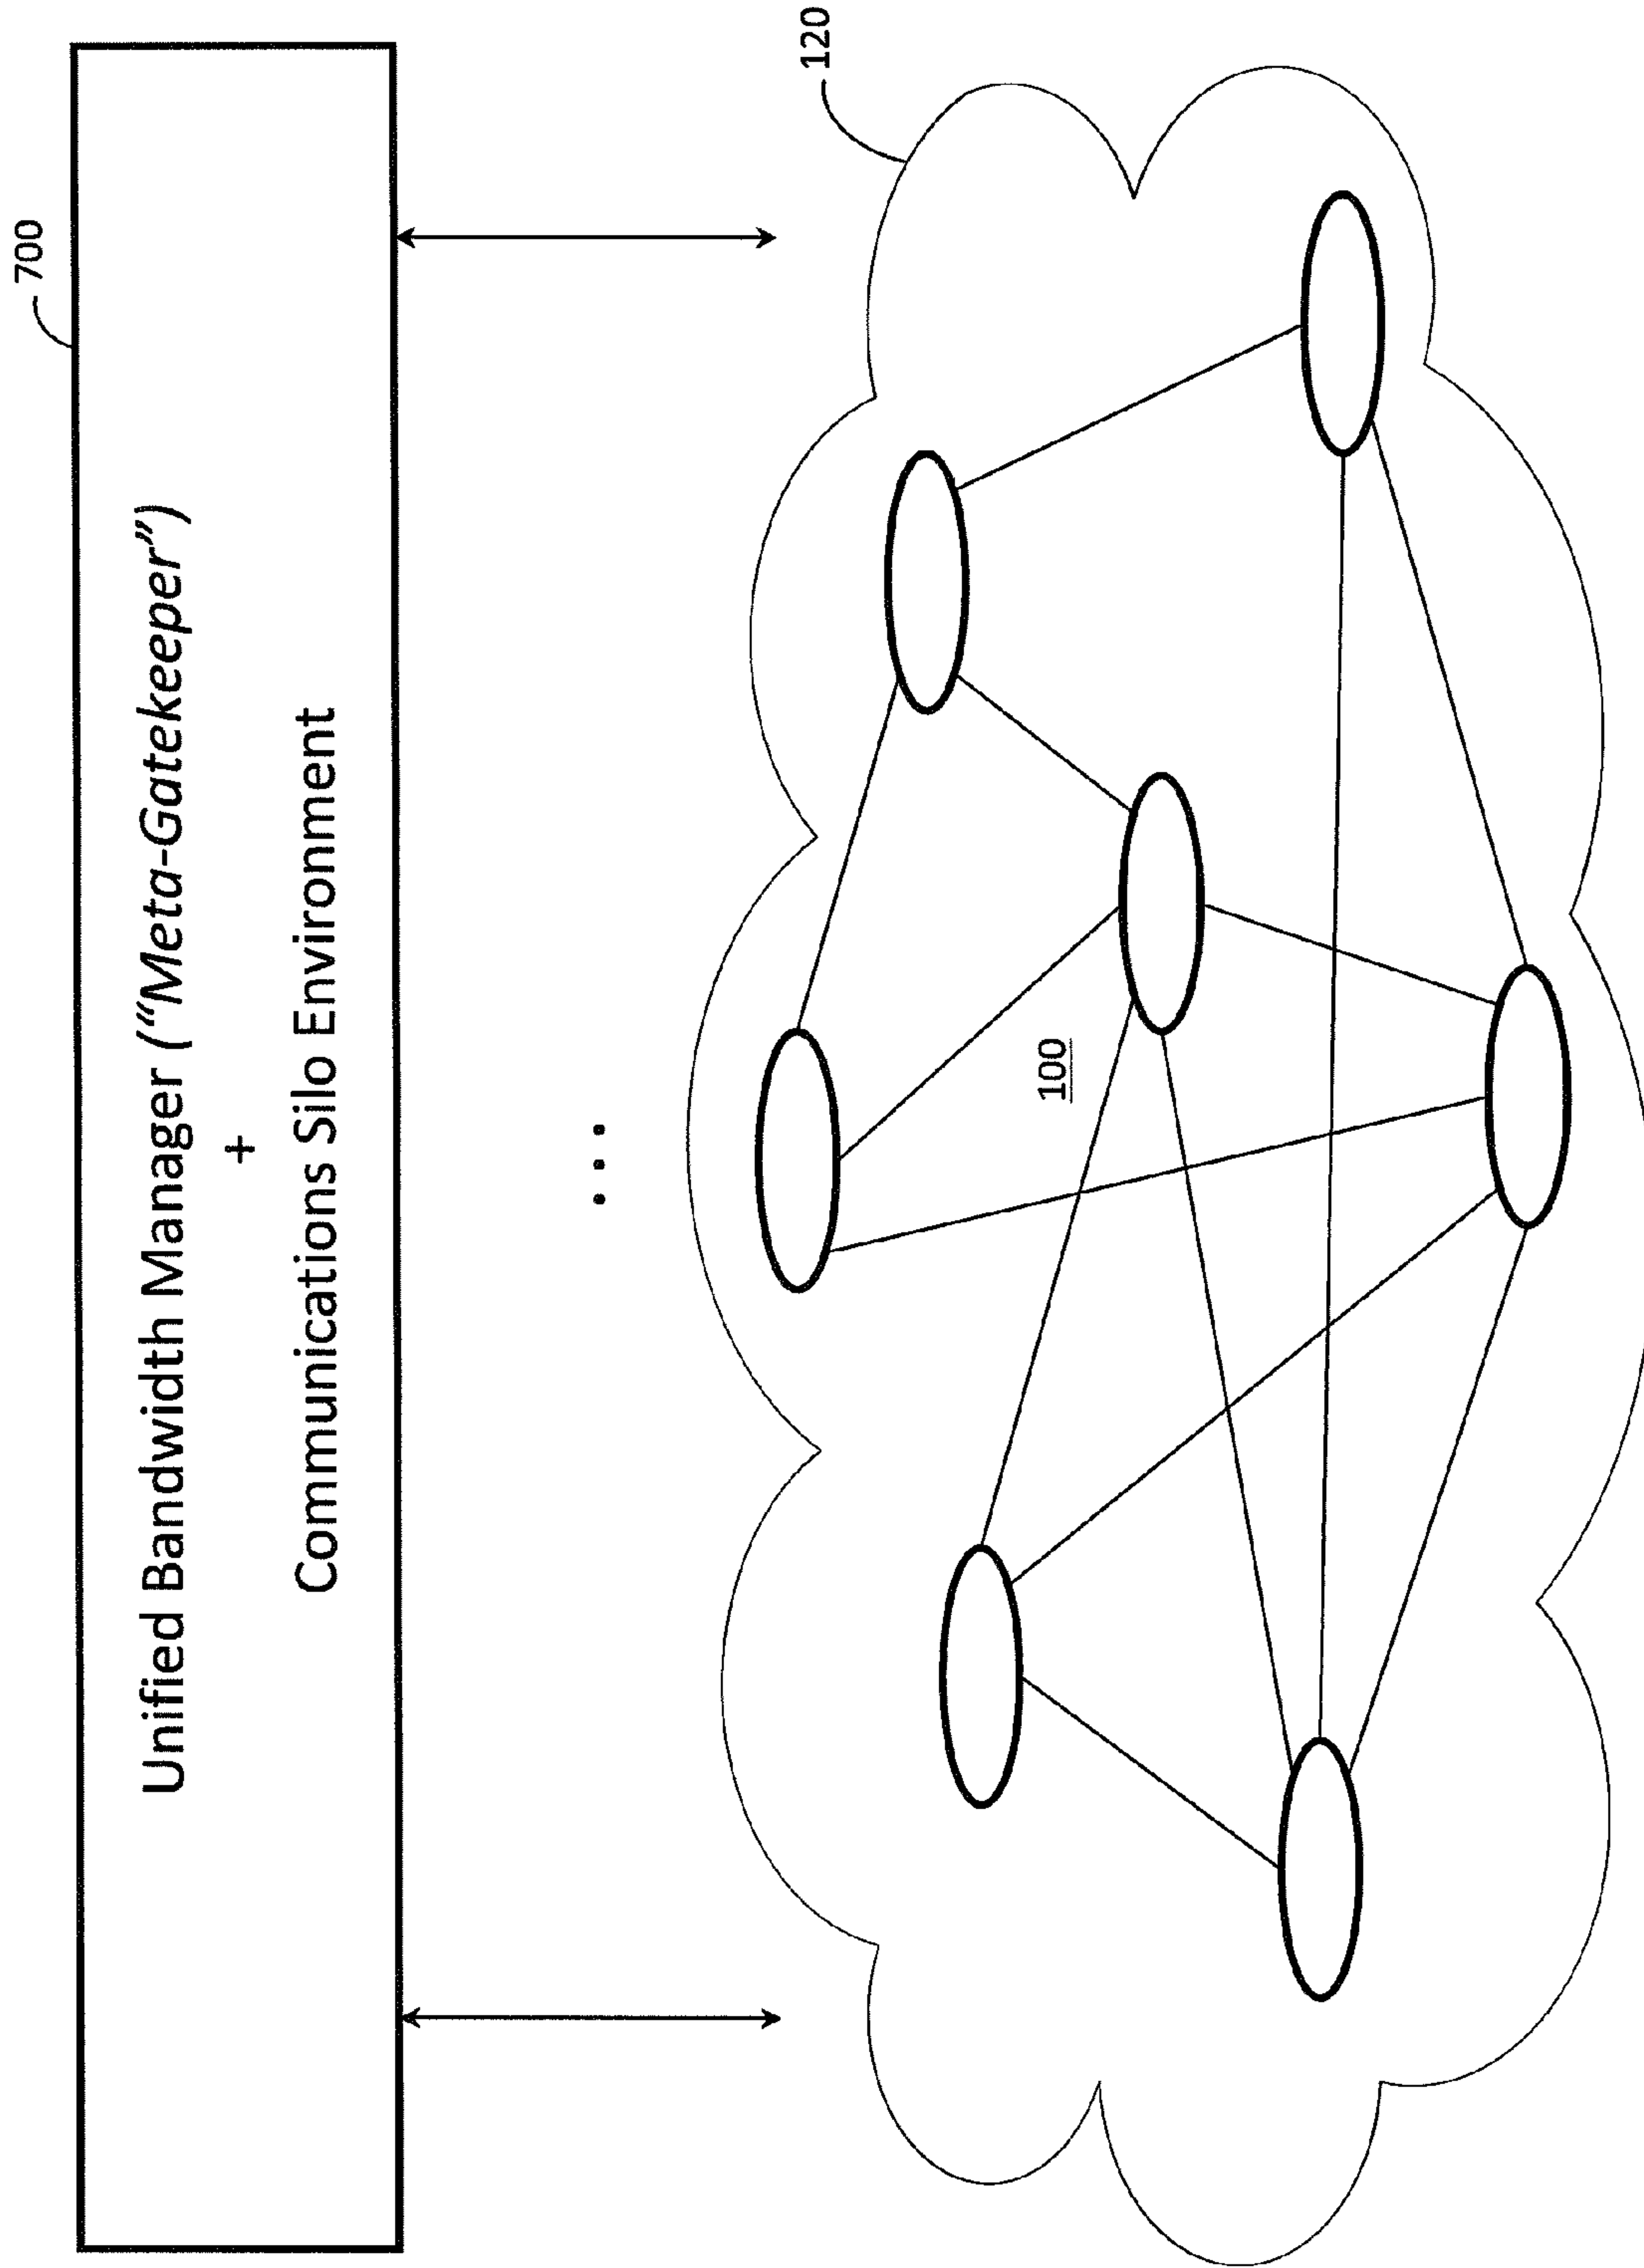 700
Unified Bandwidth Manager (“Meta-Gatekeeper”)
+
Communications Silo Environment
...
120
100